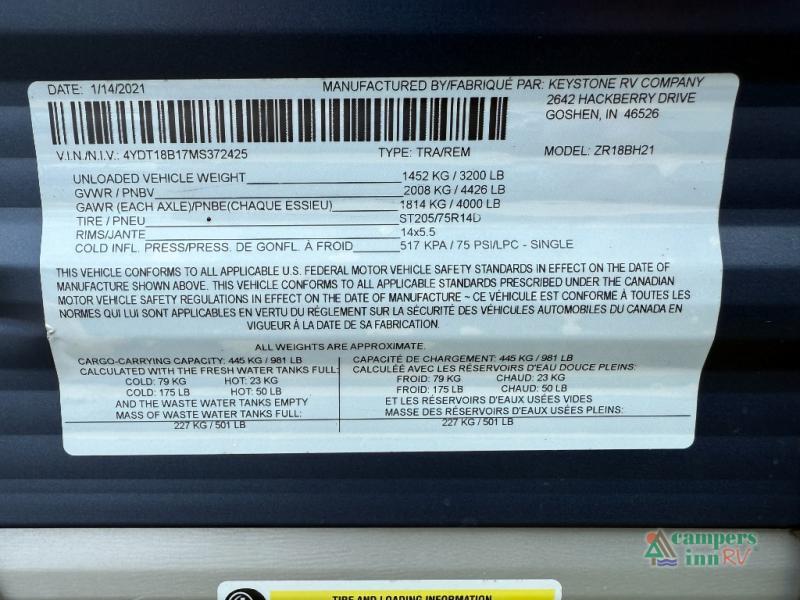 DATE: 1/14/2021 MANUFACTURED BY/FABRIQUÉ PAR: KEYSTONE RV COMPANY
2642 HACKBERRY DRIVE
GOSHEN, IN 46526
V.I.N./N.I.V.: 4YDT18B17MS372425 TYPE: TRA/REM MODEL: ZR18BH21
UNLOADED VEHICLE WEIGHT 1452 KG / 3200 LB
GVWR / PNBV 2008 KG / 4426 LB
GAWR (EACH AXLE)/PNBE(CHAQUE ESSIEU) 1814 KG / 4000 LB
TIRE / PNEU ST205/75R14D
RIMS/JANTE 14x5.5
COLD INFL. PRESS/PRESS. DE GONFL. À FROID 517 KPA / 75 PSI/LPC - SINGLE
THIS VEHICLE CONFORMS TO ALL APPLICABLE U.S. FEDERAL MOTOR VEHICLE SAFETY STANDARDS IN EFFECT ON THE DATE OF
MANUFACTURE SHOWN ABOVE. THIS VEHICLE CONFORMS TO ALL APPLICABLE STANDARDS PRESCRIBED UNDER THE CANADIAN
MOTOR VEHICLE SAFETY REGULATIONS IN EFFECT ON THE DATE OF MANUFACTURE ~ CE VÉHICULE EST CONFORME À TOUTES LES
NORMES QUI LUI SONT APPLICABLES EN VERTU DU RÉGLEMENT SUR LA SÉCURITÉ DES VÉHICULES AUTOMOBILES DU CANADA EN
VIGUEUR À LA DATE DE SA FABRICATION.
ALL WEIGHTS ARE APPROXIMATE.
CARGO-CARRYING CAPACITY: 445 KG / 981 LB
CALCULATED WITH THE FRESH WATER TANKS FULL:
COLD: 79 KG HOT: 23 KG
COLD: 175 LB HOT: 50 LB
AND THE WASTE WATER TANKS EMPTY
MASS OF WASTE WATER TANKS FULL:
227 KG / 501 LB
CAPACITÉ DE CHARGEMENT: 445 KG / 981 LB
CALCULÉE AVEC LES RÉSERVOIRS D'EAU DOUCE PLEINS:
FROID: 79 KG CHAUD: 23 KG
FROID: 175 LB CHAUD: 50 LB
ET LES RÉSERVOIRS D'EAUX USÉES VIDES
MASSE DES RÉSERVOIRS D'EAUX USÉES PLEINS:
227 KG / 501 LB
campers
inn RV
TIRE AND LOADING INFORMATION